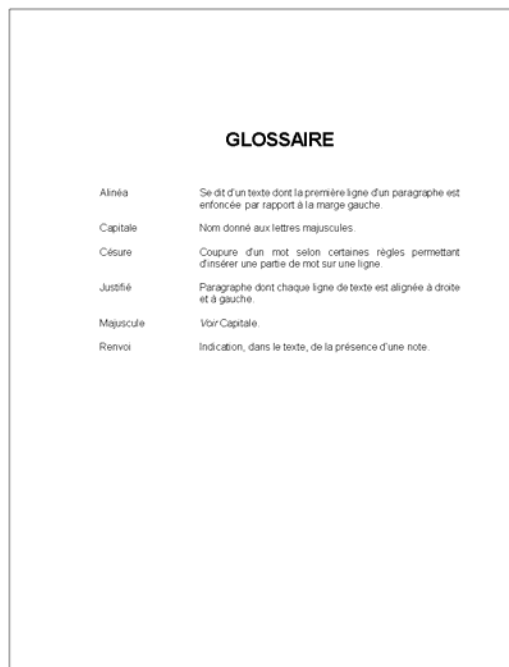 GLOSSAIRE
Alinéa Se dit d'un texte dont la première ligne d'un paragraphe est
enfoncée par rapport à la marge gauche.
Capitale Nom donné aux lettres majuscules.
Césure Coupure d'un mot selon certaines règles permettant
d'insérer une partie de mot sur une ligne.
Justifié Paragraphe dont chaque ligne de texte est alignée à droite
et à gauche.
Majuscule Voir Capitale.
Renvoi Indication, dans le texte, de la présence d'une note.